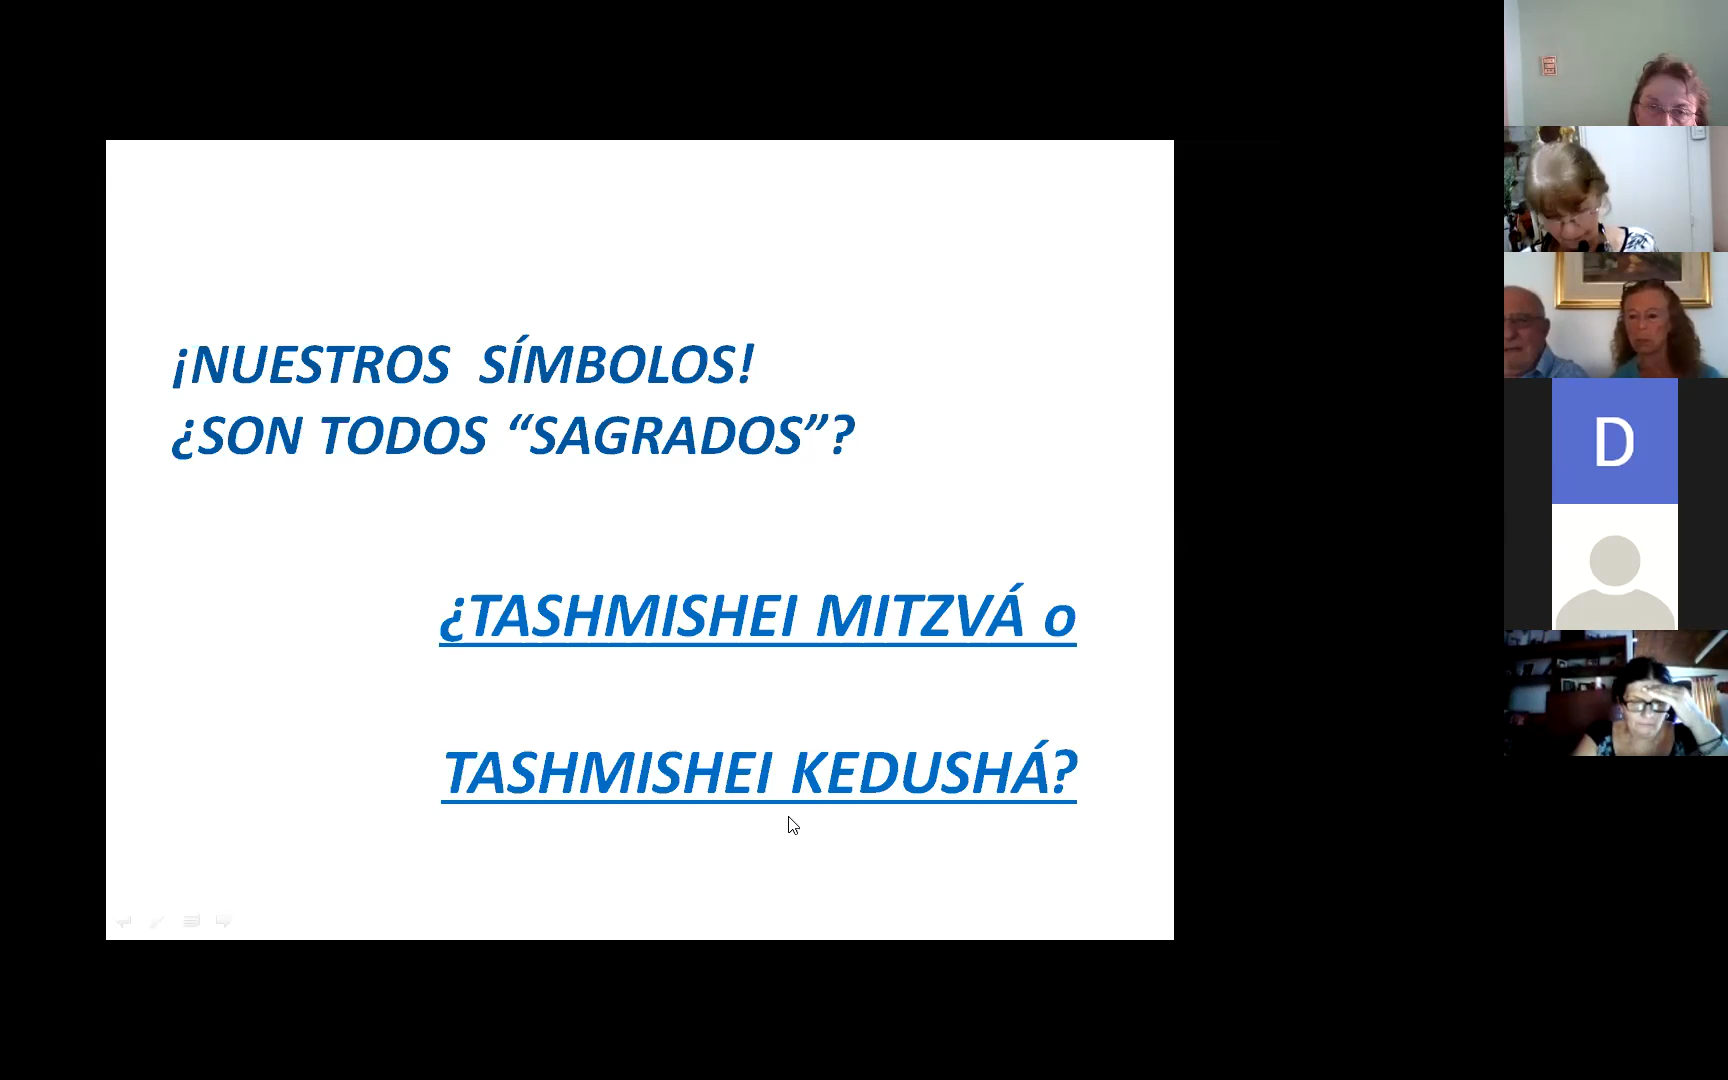 ¡NUESTROS SÍMBOLOS!
¿SON TODOS “SAGRADOS”?
¿TASHMISHEI MITZVÁ o
TASHMISHEI KEDUSHÁ?
D